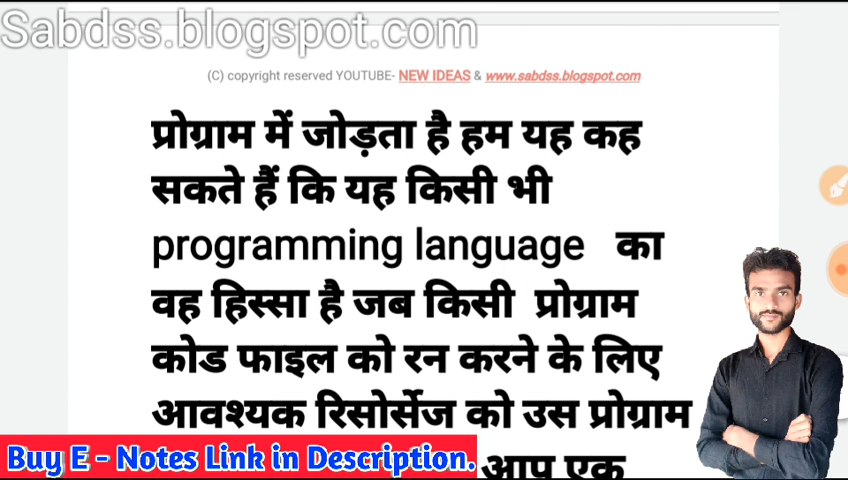 Sabdss.blogspot.com
(C) copyright reserved YOUTUBE- NEW IDEAS & www.sabdss.blogspot.com
प्रोग्राम में जोड़ता है हम यह कह
सकते हैं कि यह किसी भी
programming language का
वह हिस्सा है जब किसी प्रोग्राम
कोड फाइल को रन करने के लिए
आवश्यक रिसोर्सेज को उस प्रोग्राम
आप एक
Buy E - Notes Link in Description.